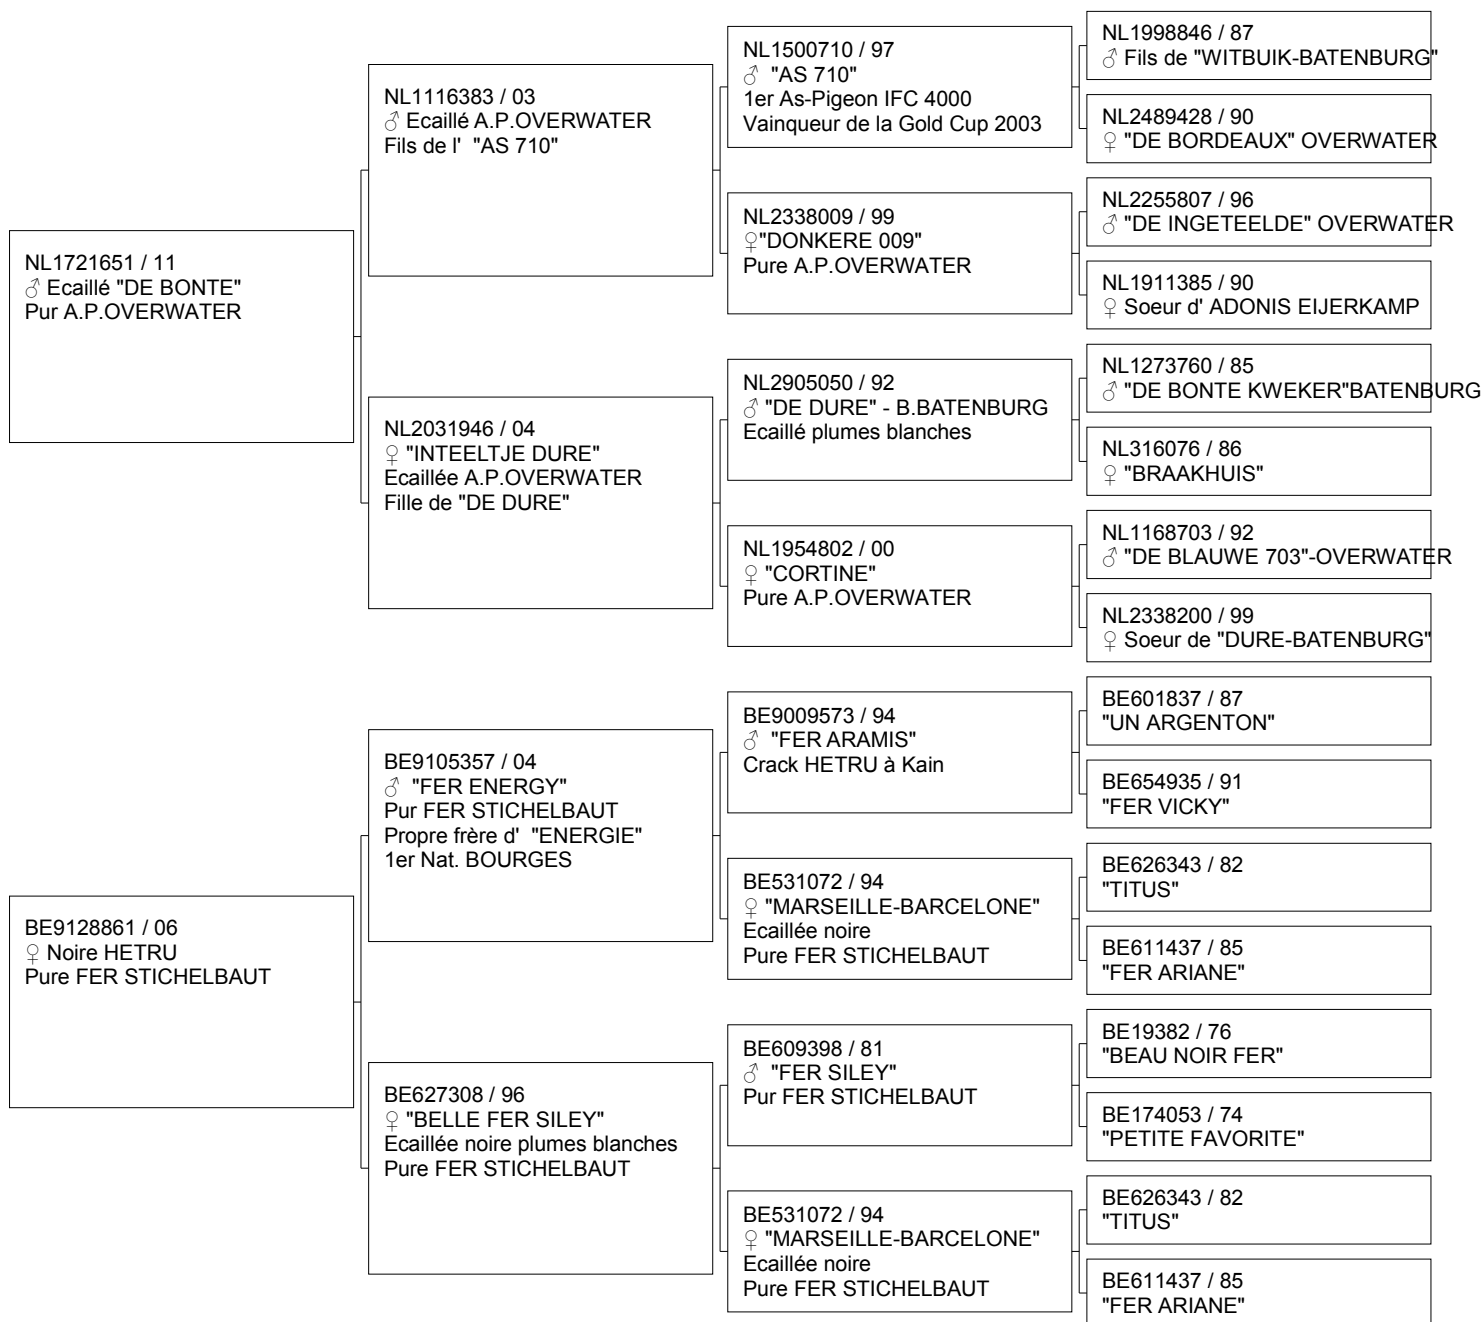 NL1721651 / 11
♂ Ecaillé "DE BONTE"
Pur A.P.OVERWATER
BE9128861 / 06
♀ Noire HETRU
Pure FER STICHELBAUT
NL1116383 / 03
♂ Ecaillé A.P.OVERWATER
Fils de l' "AS 710"
NL2031946 / 04
♀ "INTEELTJE DURE"
Ecaillée A.P.OVERWATER
Fille de "DE DURE"
BE9105357 / 04
♂ "FER ENERGY"
Pur FER STICHELBAUT
Propre frère d' "ENERGIE"
1er Nat. BOURGES
BE627308 / 96
♀ "BELLE FER SILEY"
Ecaillée noire plumes blanches
Pure FER STICHELBAUT
NL1500710 / 97
♂ "AS 710"
1er As-Pigeon IFC 4000
Vainqueur de la Gold Cup 2003
NL2338009 / 99
♀"DONKERE 009"
Pure A.P.OVERWATER
NL2905050 / 92
♂ "DE DURE" - B.BATENBURG
Ecaillé plumes blanches
NL1954802 / 00
♀ "CORTINE"
Pure A.P.OVERWATER
BE9009573 / 94
♂ "FER ARAMIS"
Crack HETRU à Kain
BE531072 / 94
♀ "MARSEILLE-BARCELONE"
Ecaillée noire
Pure FER STICHELBAUT
BE609398 / 81
♂ "FER SILEY"
Pur FER STICHELBAUT
BE531072 / 94
♀ "MARSEILLE-BARCELONE"
Ecaillée noire
Pure FER STICHELBAUT
NL1998846 / 87
♂ Fils de "WITBUIK-BATENBURG"
NL2489428 / 90
♀ "DE BORDEAUX" OVERWATER
NL2255807 / 96
♂ "DE INGETEELDE" OVERWATER
NL1911385 / 90
♀ Soeur d' ADONIS EIJERKAMP
NL1273760 / 85
♂ "DE BONTE KWEKER"BATENBURG
NL316076 / 86
♀ "BRAAKHUIS"
NL1168703 / 92
♂ "DE BLAUWE 703"-OVERWATER
NL2338200 / 99
♀ Soeur de "DURE-BATENBURG"
BE601837 / 87
"UN ARGENTON"
BE654935 / 91
"FER VICKY"
BE626343 / 82
"TITUS"
BE611437 / 85
"FER ARIANE"
BE19382 / 76
"BEAU NOIR FER"
BE174053 / 74
"PETITE FAVORITE"
BE626343 / 82
"TITUS"
BE611437 / 85
"FER ARIANE"